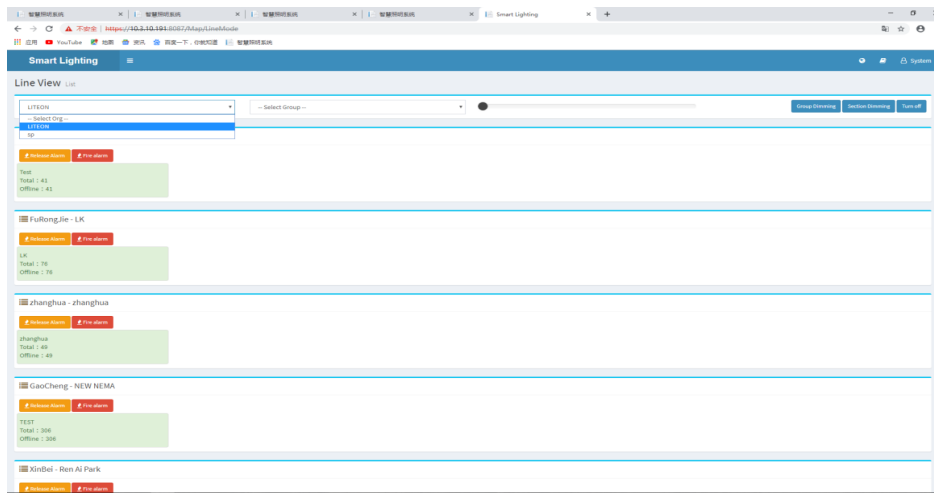 智慧照明系统 智慧照明系统 智慧照明系统 智慧照明系统 Smart Lighting
不安全 | https://10.3.10.191:8087/Map/LineMode
应用 YouTube 地图 资讯 百度一下，你就知道 智慧照明系统
Smart Lighting System
Line View List
LITEON -- Select Group -- Group Dimming Section Dimming Turn off
-- Select Org --
LITEON
sp
Release Alarm Fire alarm
Test
Total : 41
Offline : 41
FuRongJie - LK
Release Alarm Fire alarm
LK
Total : 78
Offline : 78
zhanghua - zhanghua
Release Alarm Fire alarm
zhanghua
Total : 49
Offline : 49
GaoCheng - NEW NEMA
Release Alarm Fire alarm
TEST
Total : 306
Offline : 306
XinBei - Ren Ai Park
Release Alarm Fire alarm